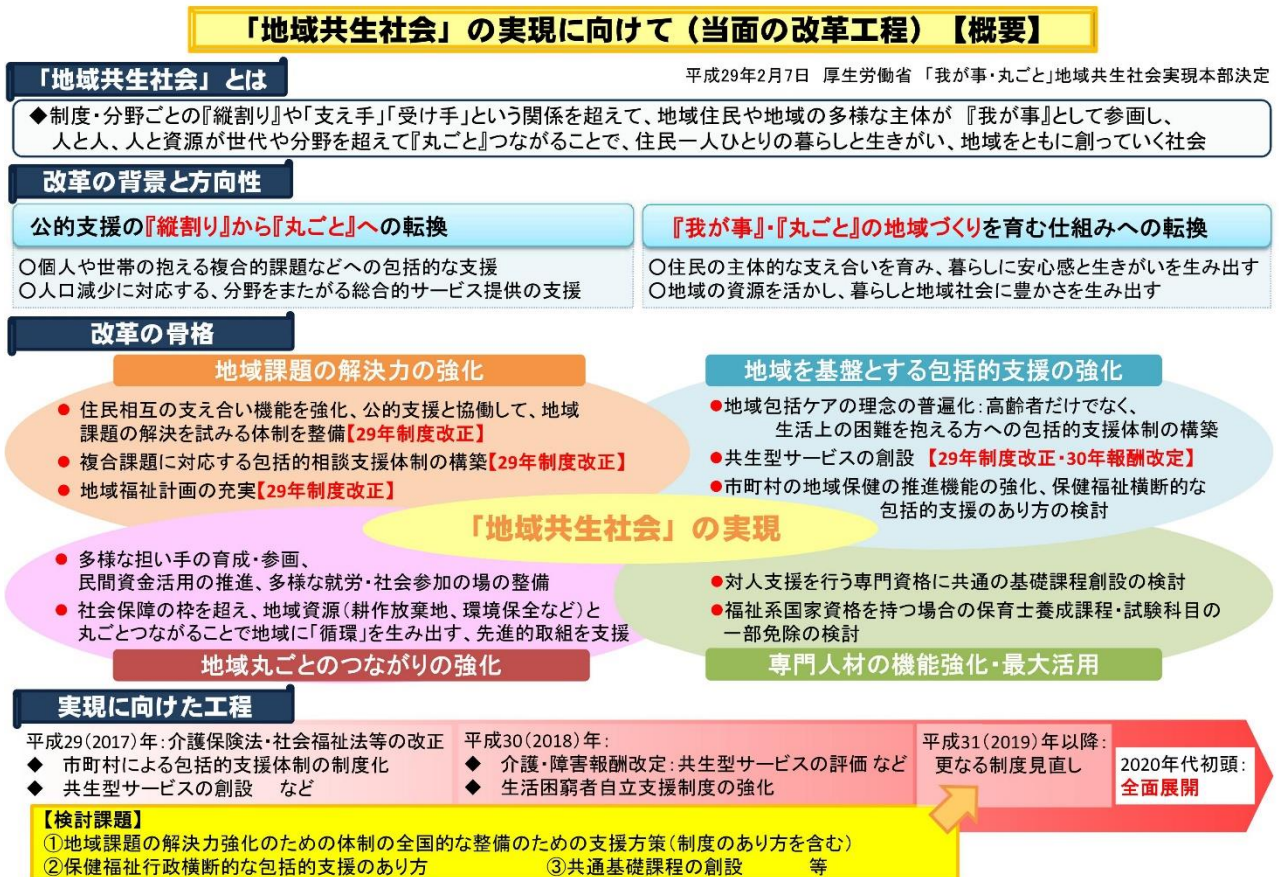 「地域共生社会」の実現に向けて（当面の改革工程）【概要】
「地域共生社会」とは
平成29年2月7日 厚生労働省 「我が事・丸ごと」地域共生社会実現本部決定
◆制度・分野ごとの『縦割り』や「支え手」「受け手」という関係を超えて、地域住民や地域の多様な主体が 『我が事』として参画し、
人と人、人と資源が世代や分野を超えて『丸ごと』つながることで、住民一人ひとりの暮らしと生きがい、地域をともに創っていく社会
改革の背景と方向性
公的支援の『縦割り』から『丸ごと』への転換
○個人や世帯の抱える複合的課題などへの包括的な支援
○人口減少に対応する、分野をまたがる総合的サービス提供の支援
『我が事』・『丸ごと』の地域づくりを育む仕組みへの転換
○住民の主体的な支え合いを育み、暮らしに安心感と生きがいを生み出す
○地域の資源を活かし、暮らしと地域社会に豊かさを生み出す
改革の骨格
地域課題の解決力の強化
● 住民相互の支え合い機能を強化、公的支援と協働して、地域
課題の解決を試みる体制を整備【29年制度改正】
● 複合課題に対応する包括的相談支援体制の構築【29年制度改正】
● 地域福祉計画の充実【29年制度改正】
地域を基盤とする包括的支援の強化
●地域包括ケアの理念の普遍化：高齢者だけでなく、
生活上の困難を抱える方への包括的支援体制の構築
●共生型サービスの創設 【29年制度改正・30年報酬改定】
●市町村の地域保健の推進機能の強化、保健福祉横断的な
包括的支援のあり方の検討
「地域共生社会」の実現
● 多様な担い手の育成・参画、
民間資金活用の推進、多様な就労・社会参加の場の整備
● 社会保障の枠を超え、地域資源（耕作放棄地、環境保全など）と
丸ごとつながることで地域に「循環」を生み出す、先進的取組を支援
地域丸ごとのつながりの強化
●対人支援を行う専門資格に共通の基礎課程創設の検討
●福祉系国家資格を持つ場合の保育士養成課程・試験科目の
一部免除の検討
専門人材の機能強化・最大活用
実現に向けた工程
平成29（2017）年：介護保険法・社会福祉法等の改正
◆ 市町村による包括的支援体制の制度化
◆ 共生型サービスの創設 など
平成30（2018）年：
◆ 介護・障害報酬改定：共生型サービスの評価 など
◆ 生活困窮者自立支援制度の強化
平成31（2019）年以降：
更なる制度見直し
2020年代初頭：
全面展開
【検討課題】
①地域課題の解決力強化のための体制の全国的な整備のための支援方策（制度のあり方を含む）
②保健福祉行政横断的な包括的支援のあり方 ③共通基礎課程の創設 等